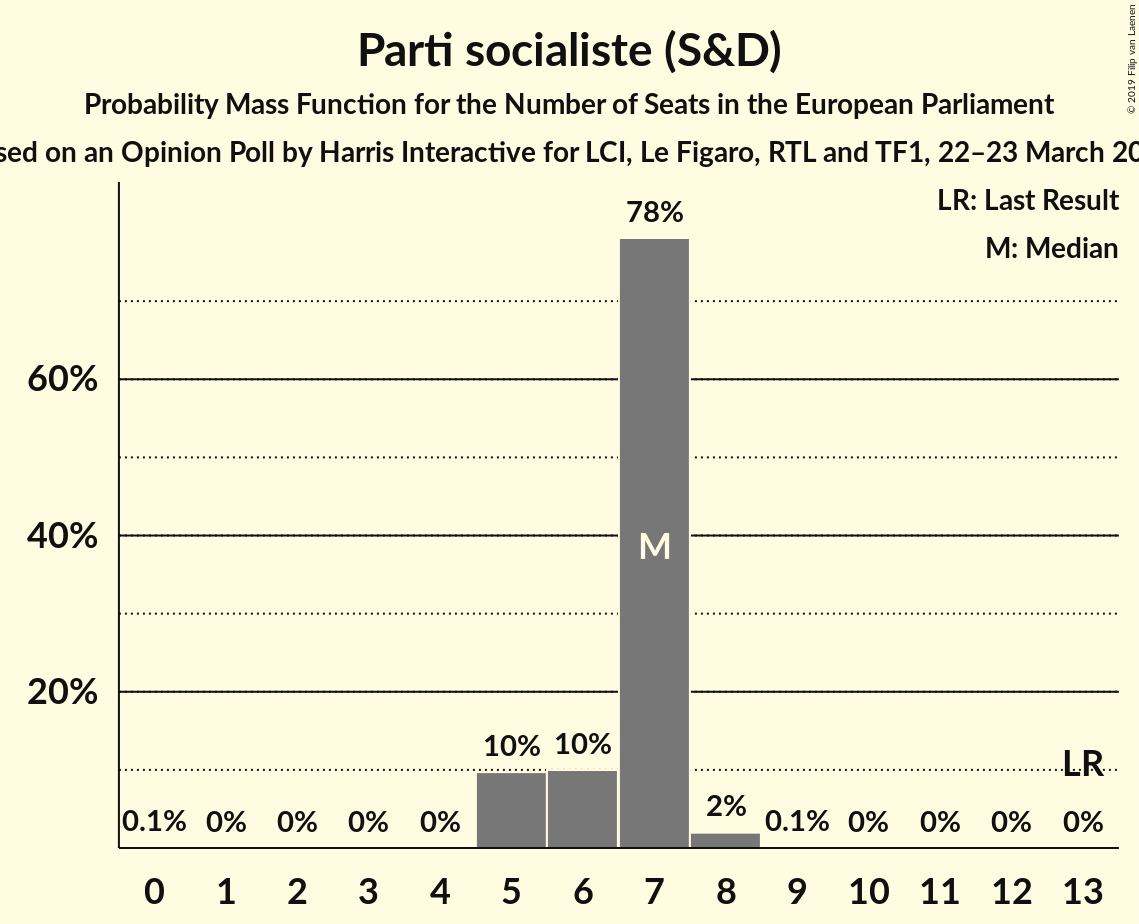 Parti socialiste (S&D)
Probability Mass Function for the Number of Seats in the European Parliament
sed on an Opinion Poll by Harris Interactive for LCI, Le Figaro, RTL and TF1, 22–23 March 20
© 2019 Filip van Laenen
LR: Last Result
M: Median
78%
60%
40%
M
20%
10% 10%
LR
0.1% 0% 0% 0% 0% 2% 0.1% 0% 0% 0% 0%
0 1 2 3 4 5 6 7 8 9 10 11 12 13